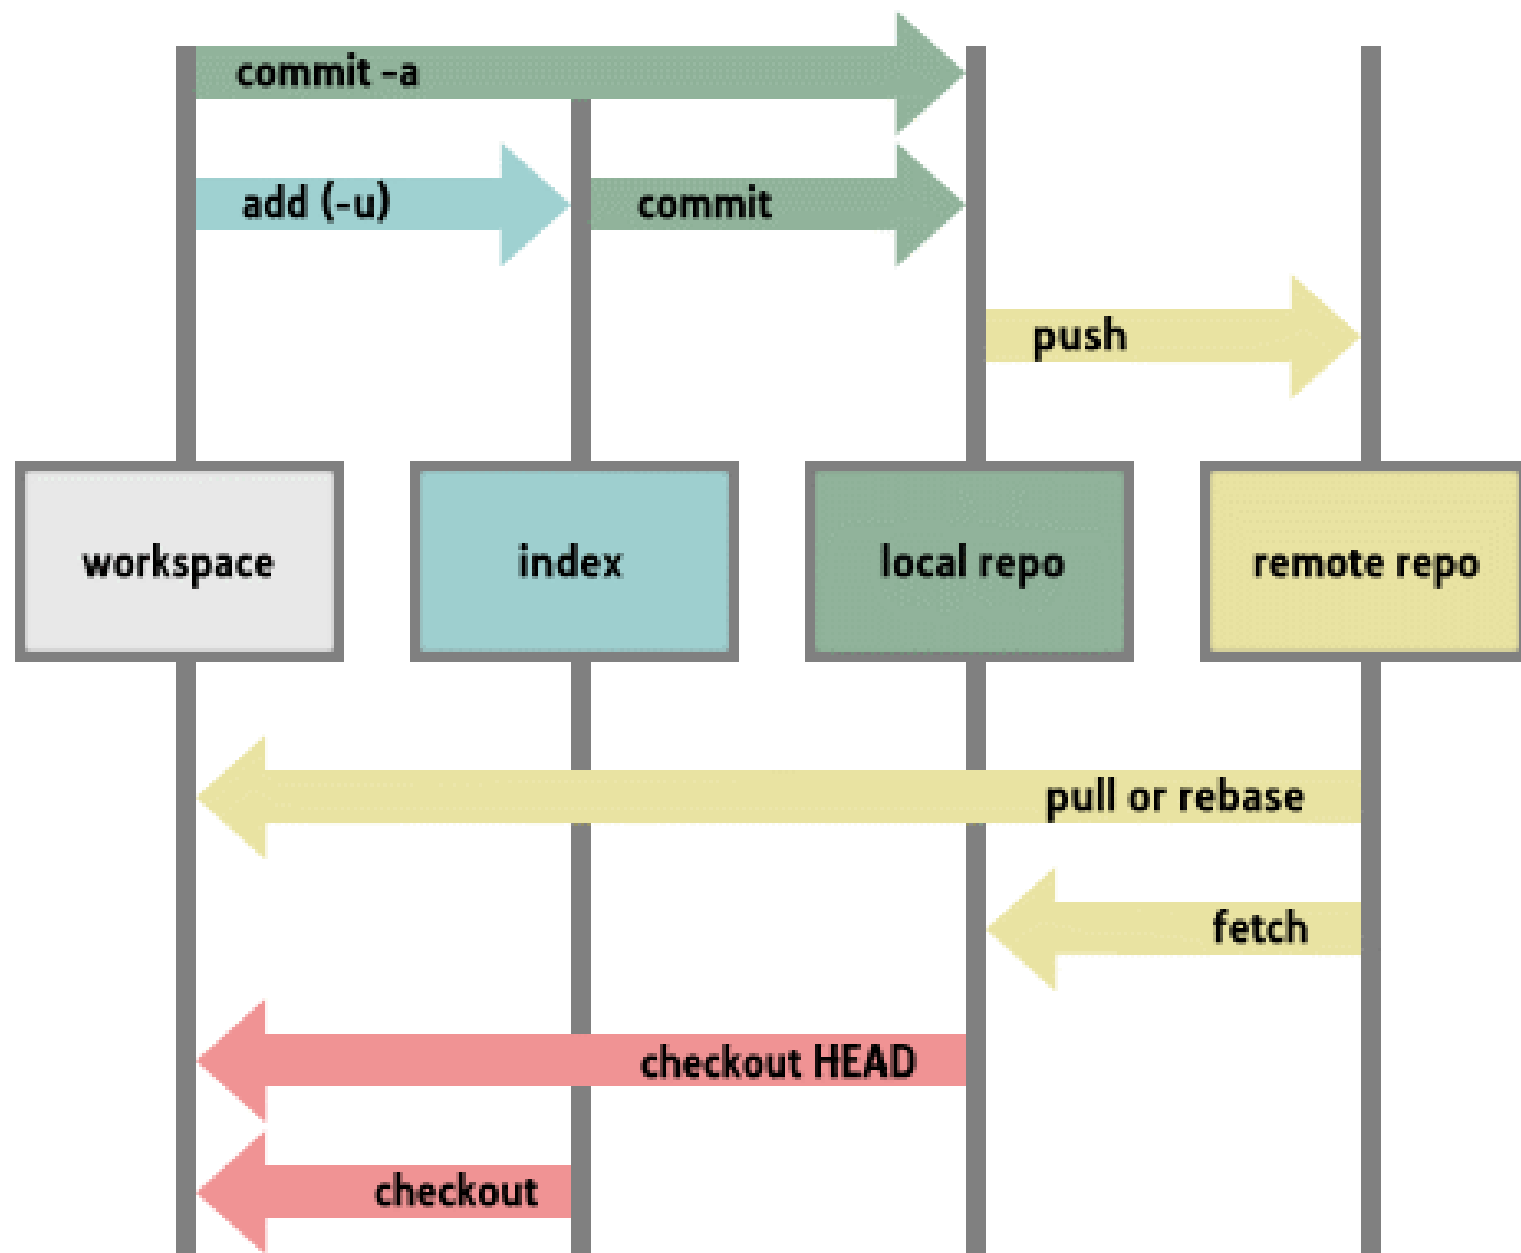 commit -a
add (-u)
commit
push
workspace
index
local repo
remote repo
pull or rebase
fetch
checkout HEAD
checkout